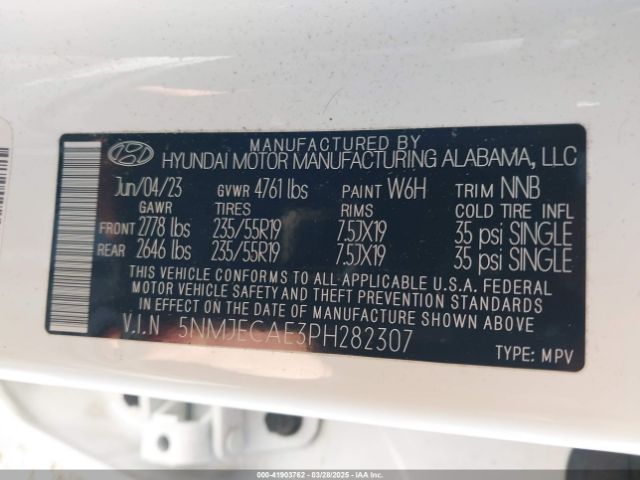 MANUFACTURED BY
HYUNDAI MOTOR MANUFACTURING ALABAMA, LLC
Jun/04/23 GVWR 4761 lbs PAINT W6H TRIM NNB
GAWR TIRES RIMS COLD TIRE INFL
FRONT 2778 lbs 235/55R19 7.5JX19 35 psi SINGLE
REAR 2646 lbs 235/55R19 7.5JX19 35 psi SINGLE
THIS VEHICLE CONFORMS TO ALL APPLICABLE U.S.A. FEDERAL
MOTOR VEHICLE SAFETY AND THEFT PREVENTION STANDARDS
IN EFFECT ON THE DATE OF MANUFACTURE SHOWN ABOVE
V.I.N 5NMJECAE3PH282307
TYPE: MPV
000-41903762 - 03/28/2025 - IAAI.COM